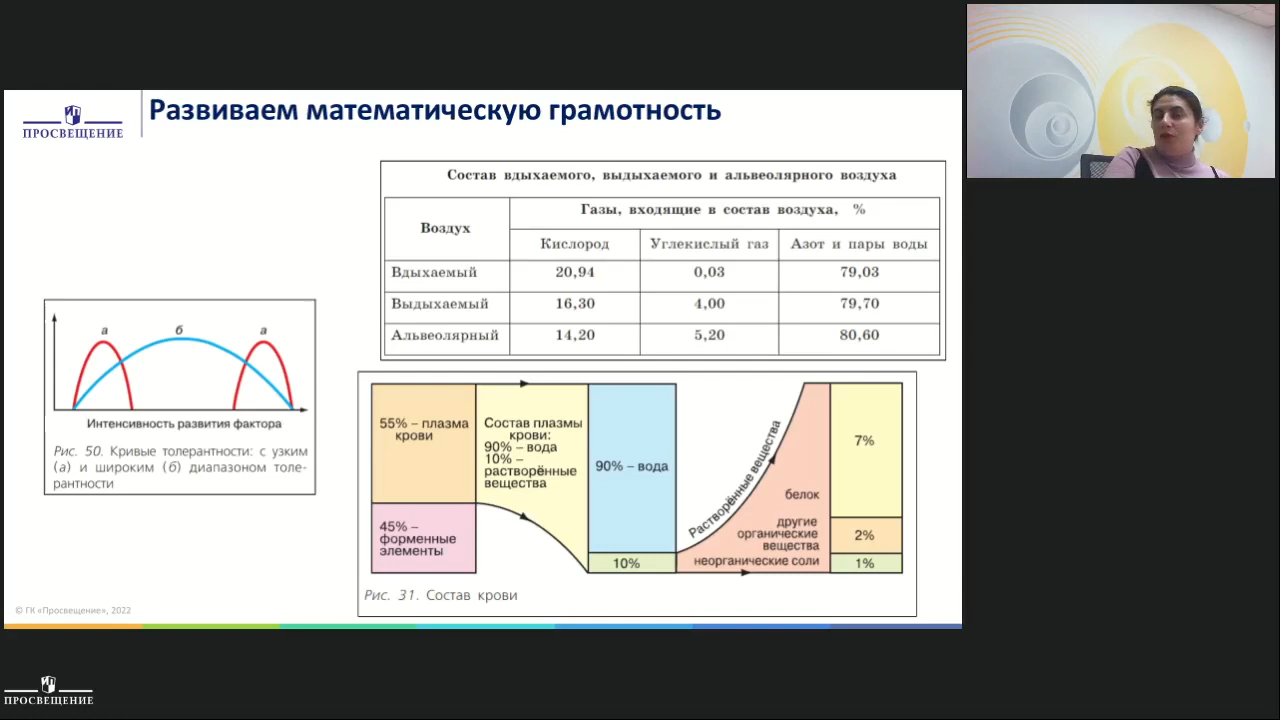 ПРОСВЕЩЕНИЕ
Развиваем математическую грамотность
Состав вдыхаемого, выдыхаемого и альвеолярного воздуха
Воздух
Газы, входящие в состав воздуха, %
Кислород
Углекислый газ
Азот и пары воды
Вдыхаемый 20,94 0,03 79,03
Выдыхаемый 16,30 4,00 79,70
Альвеолярный 14,20 5,20 80,60
а
б
а
Интенсивность развития фактора
Рис. 50. Кривые толерантности: с узким
(а) и широким (б) диапазоном толе-
рантности
55% – плазма
крови
45% –
форменные
элементы
Состав плазмы
крови:
90% – вода
10% –
растворённые
вещества
90% – вода
10%
Растворённые вещества
белок
другие
органические
вещества
неорганические соли
7%
2%
1%
Рис. 31. Состав крови
© ГК «Просвещение», 2022
ПРОСВЕЩЕНИЕ